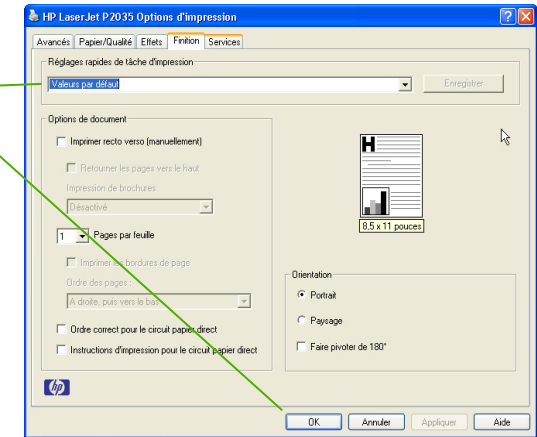 HP LaserJet P2035 Options d'impression
Avancés Papier/Qualité Effets Finition Services
Réglages rapides de tâche d'impression
Valeurs par défaut Enregistrer
Options de document
Imprimer recto verso (manuellement)
Retourner les pages vers le haut
Impression de brochures:
Désactivé
1 Pages par feuille
Imprimer les bordures de page
Ordre des pages :
A droite, puis vers le bas
Ordre correct pour le circuit papier direct
Instructions d'impression pour le circuit papier direct
H
8,5 x 11 pouces
Orientation
Portrait
Paysage
Faire pivoter de 180°
hp
OK Annuler Appliquer Aide